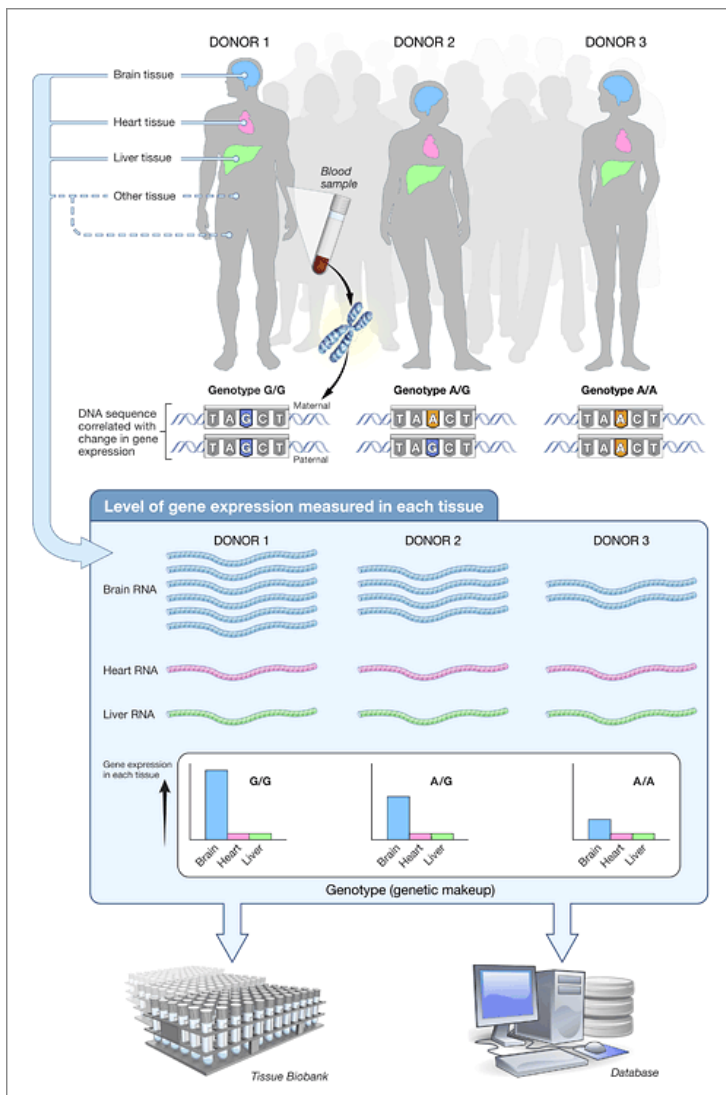 DONOR 1
DONOR 2
DONOR 3
Brain tissue
Heart tissue
Liver tissue
Other tissue
Blood
sample
Genotype G/G
Genotype A/G
Genotype A/A
DNA sequence
correlated with
change in gene
expression
Maternal
T A G C T
T A A C T
T A A C T
T A G C T
T A G C T
T A A C T
Paternal
Level of gene expression measured in each tissue
DONOR 1
DONOR 2
DONOR 3
Brain RNA
Heart RNA
Liver RNA
Gene expression
in each tissue
G/G
A/G
A/A
Brain
Heart
Liver
Brain
Heart
Liver
Brain
Heart
Liver
Genotype (genetic makeup)
Tissue Biobank
Database